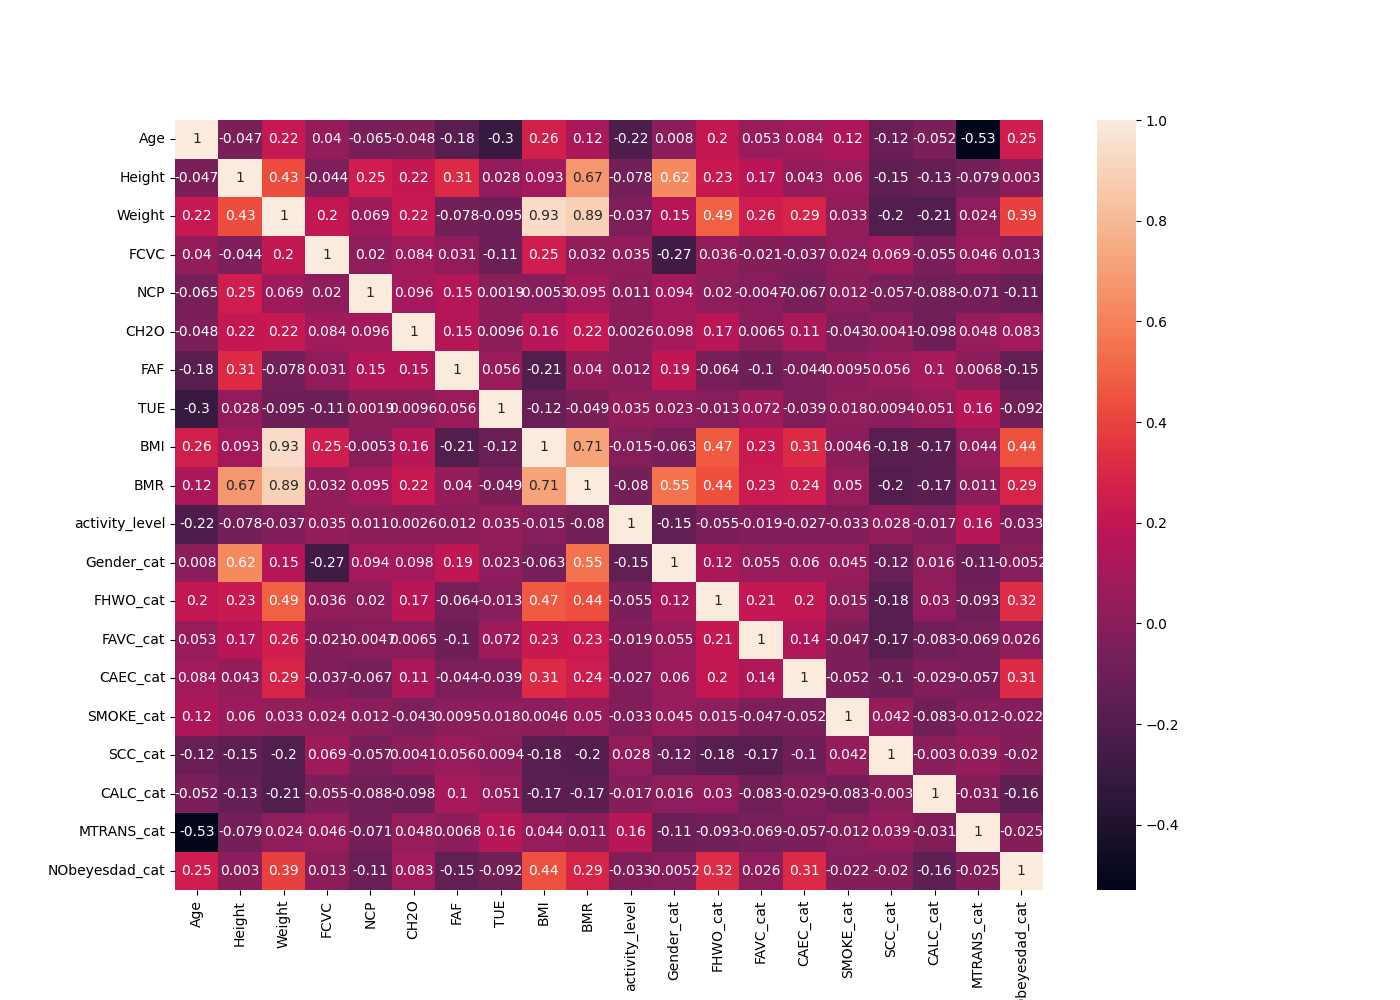 Age 1 -0.047 0.22 0.04 -0.065 -0.048 -0.18 -0.3 0.26 0.12 -0.22 0.008 0.2 0.053 0.084 0.12 -0.12 -0.052 -0.53 0.25
Height -0.047 1 0.43 -0.044 0.25 0.22 0.31 0.028 0.093 0.67 -0.078 0.62 0.23 0.17 0.043 0.06 -0.15 -0.13 -0.079 0.003
Weight 0.22 0.43 1 0.2 0.069 0.22 -0.078 -0.095 0.93 0.89 -0.037 0.15 0.49 0.26 0.29 0.033 -0.2 -0.21 0.024 0.39
FCVC 0.04 -0.044 0.2 1 0.02 0.084 0.031 -0.11 0.25 0.032 0.035 -0.27 0.036 -0.021 -0.037 0.024 0.069 -0.055 0.046 0.013
NCP -0.065 0.25 0.069 0.02 1 0.096 0.15 0.0019 -0.0053 0.095 0.011 0.094 0.02 -0.0047 -0.067 0.012 -0.057 -0.088 -0.071 -0.11
CH2O -0.048 0.22 0.22 0.084 0.096 1 0.15 0.0096 0.16 0.22 0.0026 0.098 0.17 0.0065 0.11 -0.043 0.0041 -0.098 0.048 0.083
FAF -0.18 0.31 -0.078 0.031 0.15 0.15 1 0.056 -0.21 0.04 0.012 0.19 -0.064 -0.1 -0.044 0.0095 0.056 0.1 0.0068 -0.15
TUE -0.3 0.028 -0.095 -0.11 0.0019 0.0096 0.056 1 -0.12 -0.049 0.035 0.023 -0.013 0.072 -0.039 0.018 0.0094 0.051 0.16 -0.092
BMI 0.26 0.093 0.93 0.25 -0.0053 0.16 -0.21 -0.12 1 0.71 -0.015 -0.063 0.47 0.23 0.31 0.0046 -0.18 -0.17 0.044 0.44
BMR 0.12 0.67 0.89 0.032 0.095 0.22 0.04 -0.049 0.71 1 -0.08 0.55 0.44 0.23 0.24 0.05 -0.2 -0.17 0.011 0.29
activity_level -0.22 -0.078 -0.037 0.035 0.011 0.0026 0.012 0.035 -0.015 -0.08 1 -0.15 -0.055 -0.019 -0.027 -0.033 0.028 -0.017 0.16 -0.033
Gender_cat 0.008 0.62 0.15 -0.27 0.094 0.098 0.19 0.023 -0.063 0.55 -0.15 1 0.12 0.055 0.06 0.045 -0.12 0.016 -0.11 -0.0052
FHWO_cat 0.2 0.23 0.49 0.036 0.02 0.17 -0.064 -0.013 0.47 0.44 -0.055 0.12 1 0.21 0.2 0.015 -0.18 0.03 -0.093 0.32
FAVC_cat 0.053 0.17 0.26 -0.021 -0.0047 0.0065 -0.1 0.072 0.23 0.23 -0.019 0.055 0.21 1 0.14 -0.047 -0.17 -0.083 -0.069 0.026
CAEC_cat 0.084 0.043 0.29 -0.037 -0.067 0.11 -0.044 -0.039 0.31 0.24 -0.027 0.06 0.2 0.14 1 -0.052 -0.1 -0.029 -0.057 0.31
SMOKE_cat 0.12 0.06 0.033 0.024 0.012 -0.043 0.0095 0.018 0.0046 0.05 -0.033 0.045 0.015 -0.047 -0.052 1 0.042 -0.083 -0.012 -0.022
SCC_cat -0.12 -0.15 -0.2 0.069 -0.057 0.0041 0.056 0.0094 -0.18 -0.2 0.028 -0.12 -0.18 -0.17 -0.1 0.042 1 -0.003 0.039 -0.02
CALC_cat -0.052 -0.13 -0.21 -0.055 -0.088 -0.098 0.1 0.051 -0.17 -0.17 -0.017 0.016 0.03 -0.083 -0.029 -0.083 -0.003 1 -0.031 -0.16
MTRANS_cat -0.53 -0.079 0.024 0.046 -0.071 0.048 0.0068 0.16 0.044 0.011 0.16 -0.11 -0.093 -0.069 -0.057 -0.012 0.039 -0.031 1 -0.025
NObeyesdad_cat 0.25 0.003 0.39 0.013 -0.11 0.083 -0.15 -0.092 0.44 0.29 -0.033 -0.0052 0.32 0.026 0.31 -0.022 -0.02 -0.16 -0.025 1
Age
Height
Weight
FCVC
NCP
CH2O
FAF
TUE
BMI
BMR
activity_level
Gender_cat
FHWO_cat
FAVC_cat
CAEC_cat
SMOKE_cat
SCC_cat
CALC_cat
MTRANS_cat
beyesdad_cat
1.0
0.8
0.6
0.4
0.2
0.0
−0.2
−0.4